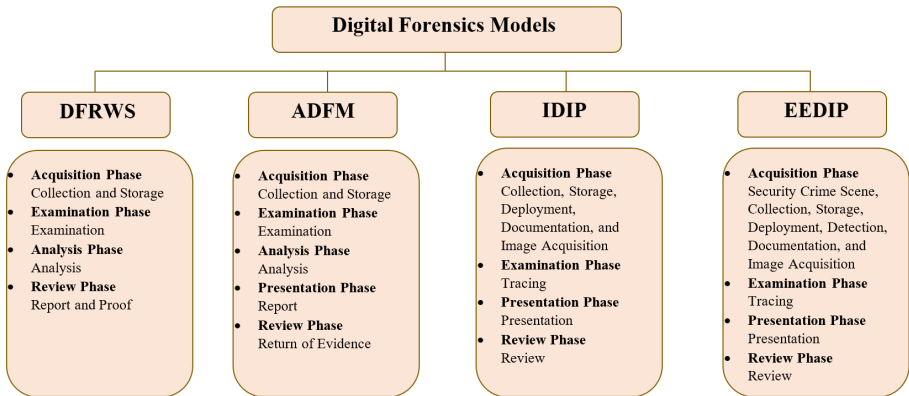 Digital Forensics Models
DFRWS
ADFM
IDIP
EEDIP
• Acquisition Phase
Collection and Storage
• Examination Phase
Examination
• Analysis Phase
Analysis
• Review Phase
Report and Proof
• Acquisition Phase
Collection and Storage
• Examination Phase
Examination
• Analysis Phase
Analysis
• Presentation Phase
Report
• Review Phase
Return of Evidence
• Acquisition Phase
Collection, Storage,
Deployment,
Documentation, and
Image Acquisition
• Examination Phase
Tracing
• Presentation Phase
Presentation
• Review Phase
Review
• Acquisition Phase
Security Crime Scene,
Collection, Storage,
Deployment, Detection,
Documentation, and
Image Acquisition
• Examination Phase
Tracing
• Presentation Phase
Presentation
• Review Phase
Review